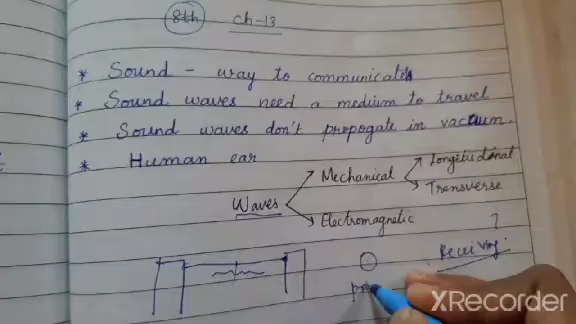 8th ch-13
* Sound - way to communicate
* Sound waves need a medium to travel
* Sound waves don't propogate in vacuum.
* Human ear
Longitudinal
Mechanical
Transverse
Waves
Electromagnetic
?
Receiving.
XRecorder